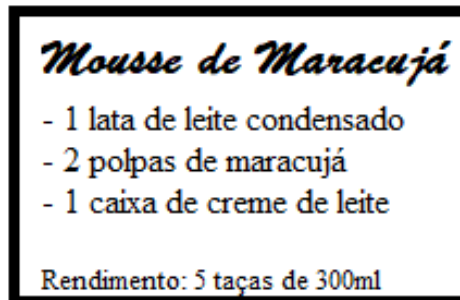 Mousse de Maracujá
- 1 lata de leite condensado
- 2 polpas de maracujá
- 1 caixa de creme de leite
Rendimento: 5 taças de 300ml